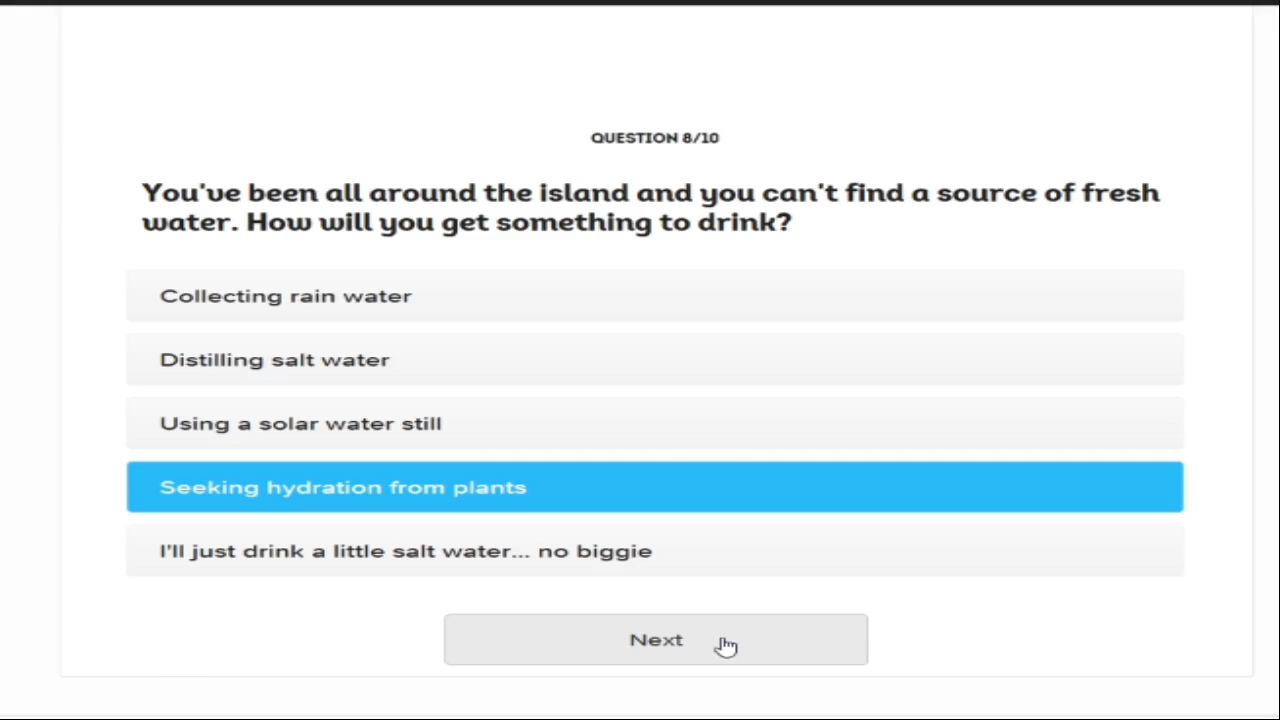 QUESTION 8/10
You've been all around the island and you can't find a source of fresh
water. How will you get something to drink?
Collecting rain water
Distilling salt water
Using a solar water still
Seeking hydration from plants
I'll just drink a little salt water... no biggie
Next